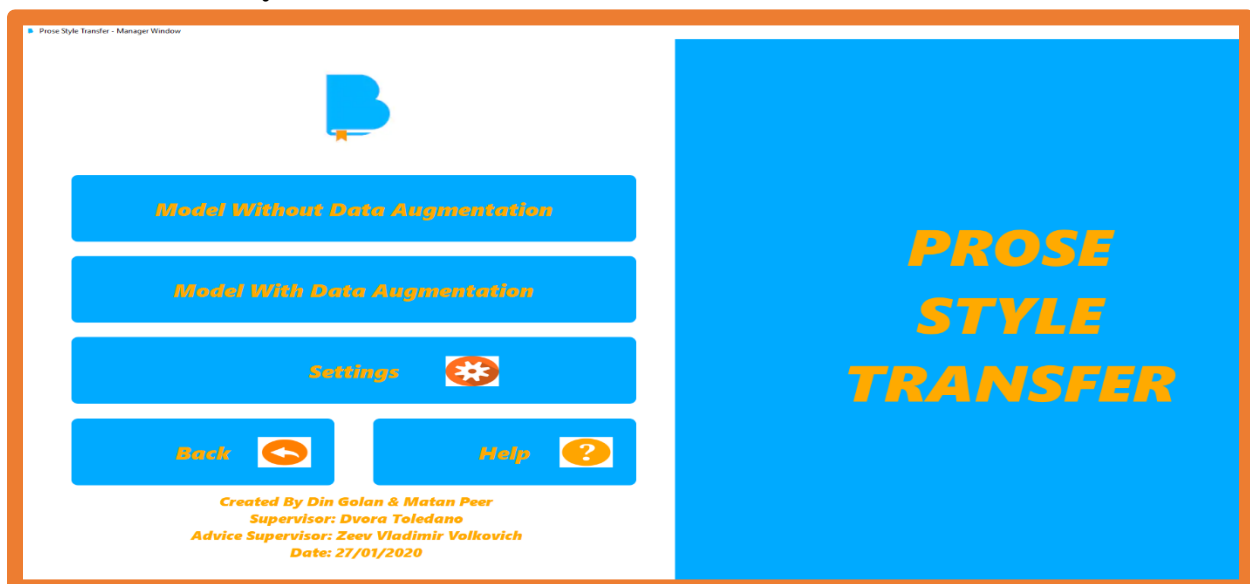 Prose Style Transfer - Manager Window
Model Without Data Augmentation
Model With Data Augmentation
Settings
Back
Help
Created By Din Golan & Matan Peer
Supervisor: Dvora Toledano
Advice Supervisor: Zeev Vladimir Volkovich
Date: 27/01/2020
PROSE
STYLE
TRANSFER